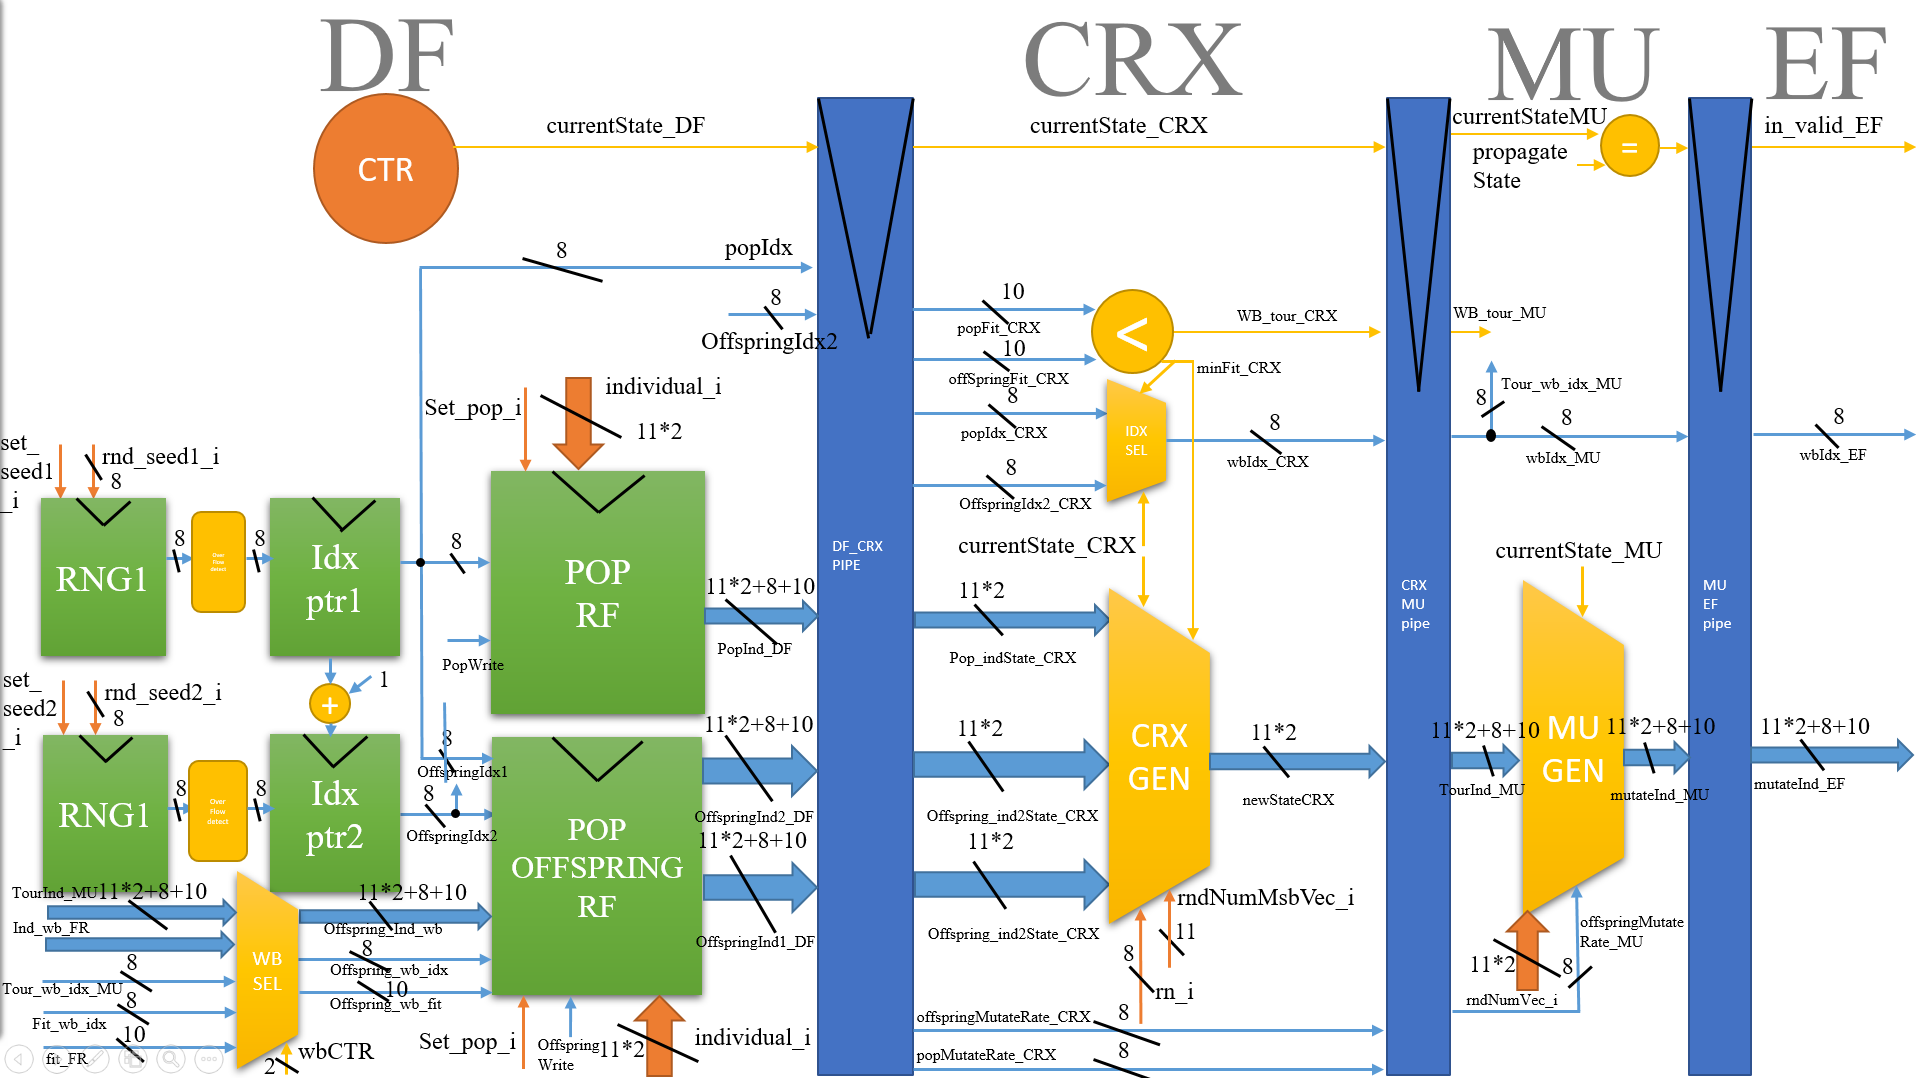 DF
CRX
MU
EF
CTR
currentState_DF
currentState_CRX
currentStateMU
propagate
State
=
in_valid_EF
8
popIdx
8
OffspringIdx2
10
popFit_CRX
10
offSpringFit_CRX
<
WB_tour_CRX
WB_tour_MU
minFit_CRX
8
popIdx_CRX
8
OffspringIdx2_CRX
IDX
SEL
8
wbIdx_CRX
Tour_wb_idx_MU
8
8
wbIdx_MU
8
wbIdx_EF
individual_i
11*2
Set_pop_i
set_
seed1
_i
rnd_seed1_i
8
RNG1
8
Over
Flow
detect
8
Idx
ptr1
8
POP
RF
PopWrite
11*2+8+10
PopInd_DF
DF_CRX
PIPE
currentState_CRX
11*2
Pop_indState_CRX
CRX
MU
pipe
currentState_MU
MU
EF
pipe
set_
seed2
_i
rnd_seed2_i
8
1
+
RNG1
8
Over
Flow
detect
8
Idx
ptr2
8
OffspringIdx1
8
OffspringIdx2
POP
OFFSPRING
RF
11*2+8+10
OffspringInd2_DF
11*2+8+10
OffspringInd1_DF
11*2
Offspring_ind2State_CRX
11*2
Offspring_ind2State_CRX
CRX
GEN
11*2
newStateCRX
11*2+8+10
TourInd_MU
MU
GEN
11*2+8+10
mutateInd_MU
11*2+8+10
mutateInd_EF
TourInd_MU
11*2+8+10
Ind_wb_FR
8
Tour_wb_idx_MU
8
Fit_wb_idx
10
fit_FR
WB
SEL
2
wbCTR
11*2+8+10
Offspring_Ind_wb
8
Offspring_wb_idx
10
Offspring_wb_fit
Set_pop_i
Offspring
Write
11*2
individual_i
rndNumMsbVec_i
11
8
rn_i
offspringMutateRate_CRX
8
popMutateRate_CRX
8
11*2
rndNumVec_i
8
offspringMutate
Rate_MU